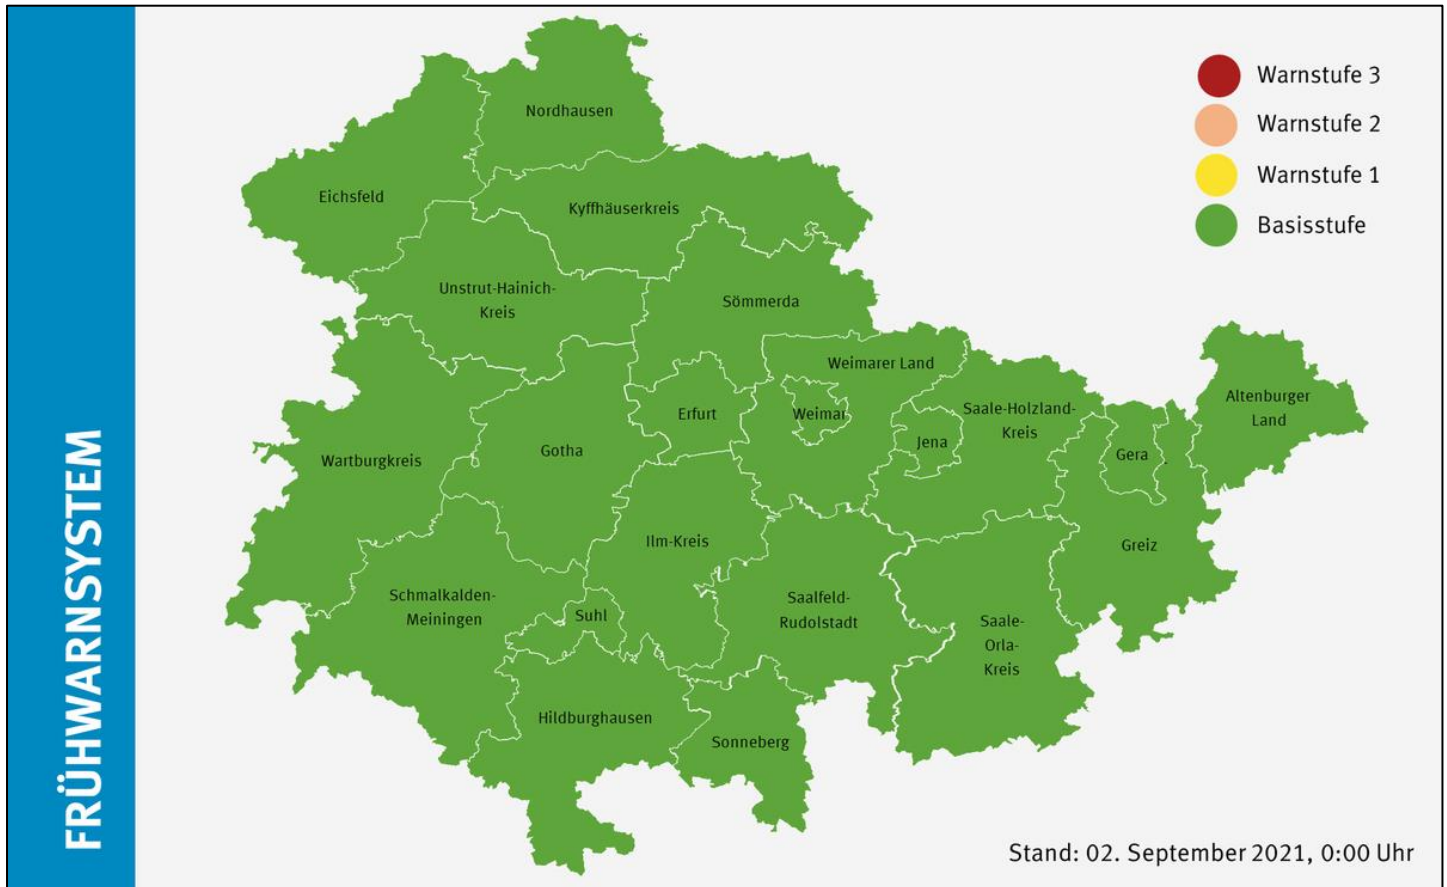 FRÜHWARNSYSTEM
Warnstufe 3
Warnstufe 2
Warnstufe 1
Basisstufe
Nordhausen
Eichsfeld
Kyffhäuserkreis
Unstrut-Hainich-
Kreis
Sömmerda
Weimarer Land
Altenburger
Land
Wartburgkreis
Gotha
Erfurt
Weimar
Jena
Saale-Holzland-
Kreis
Gera
Greiz
Ilm-Kreis
Schmalkalden-
Meiningen
Suhl
Saalfeld-
Rudolstadt
Saale-
Orla-
Kreis
Hildburghausen
Sonneberg
Stand: 02. September 2021, 0:00 Uhr